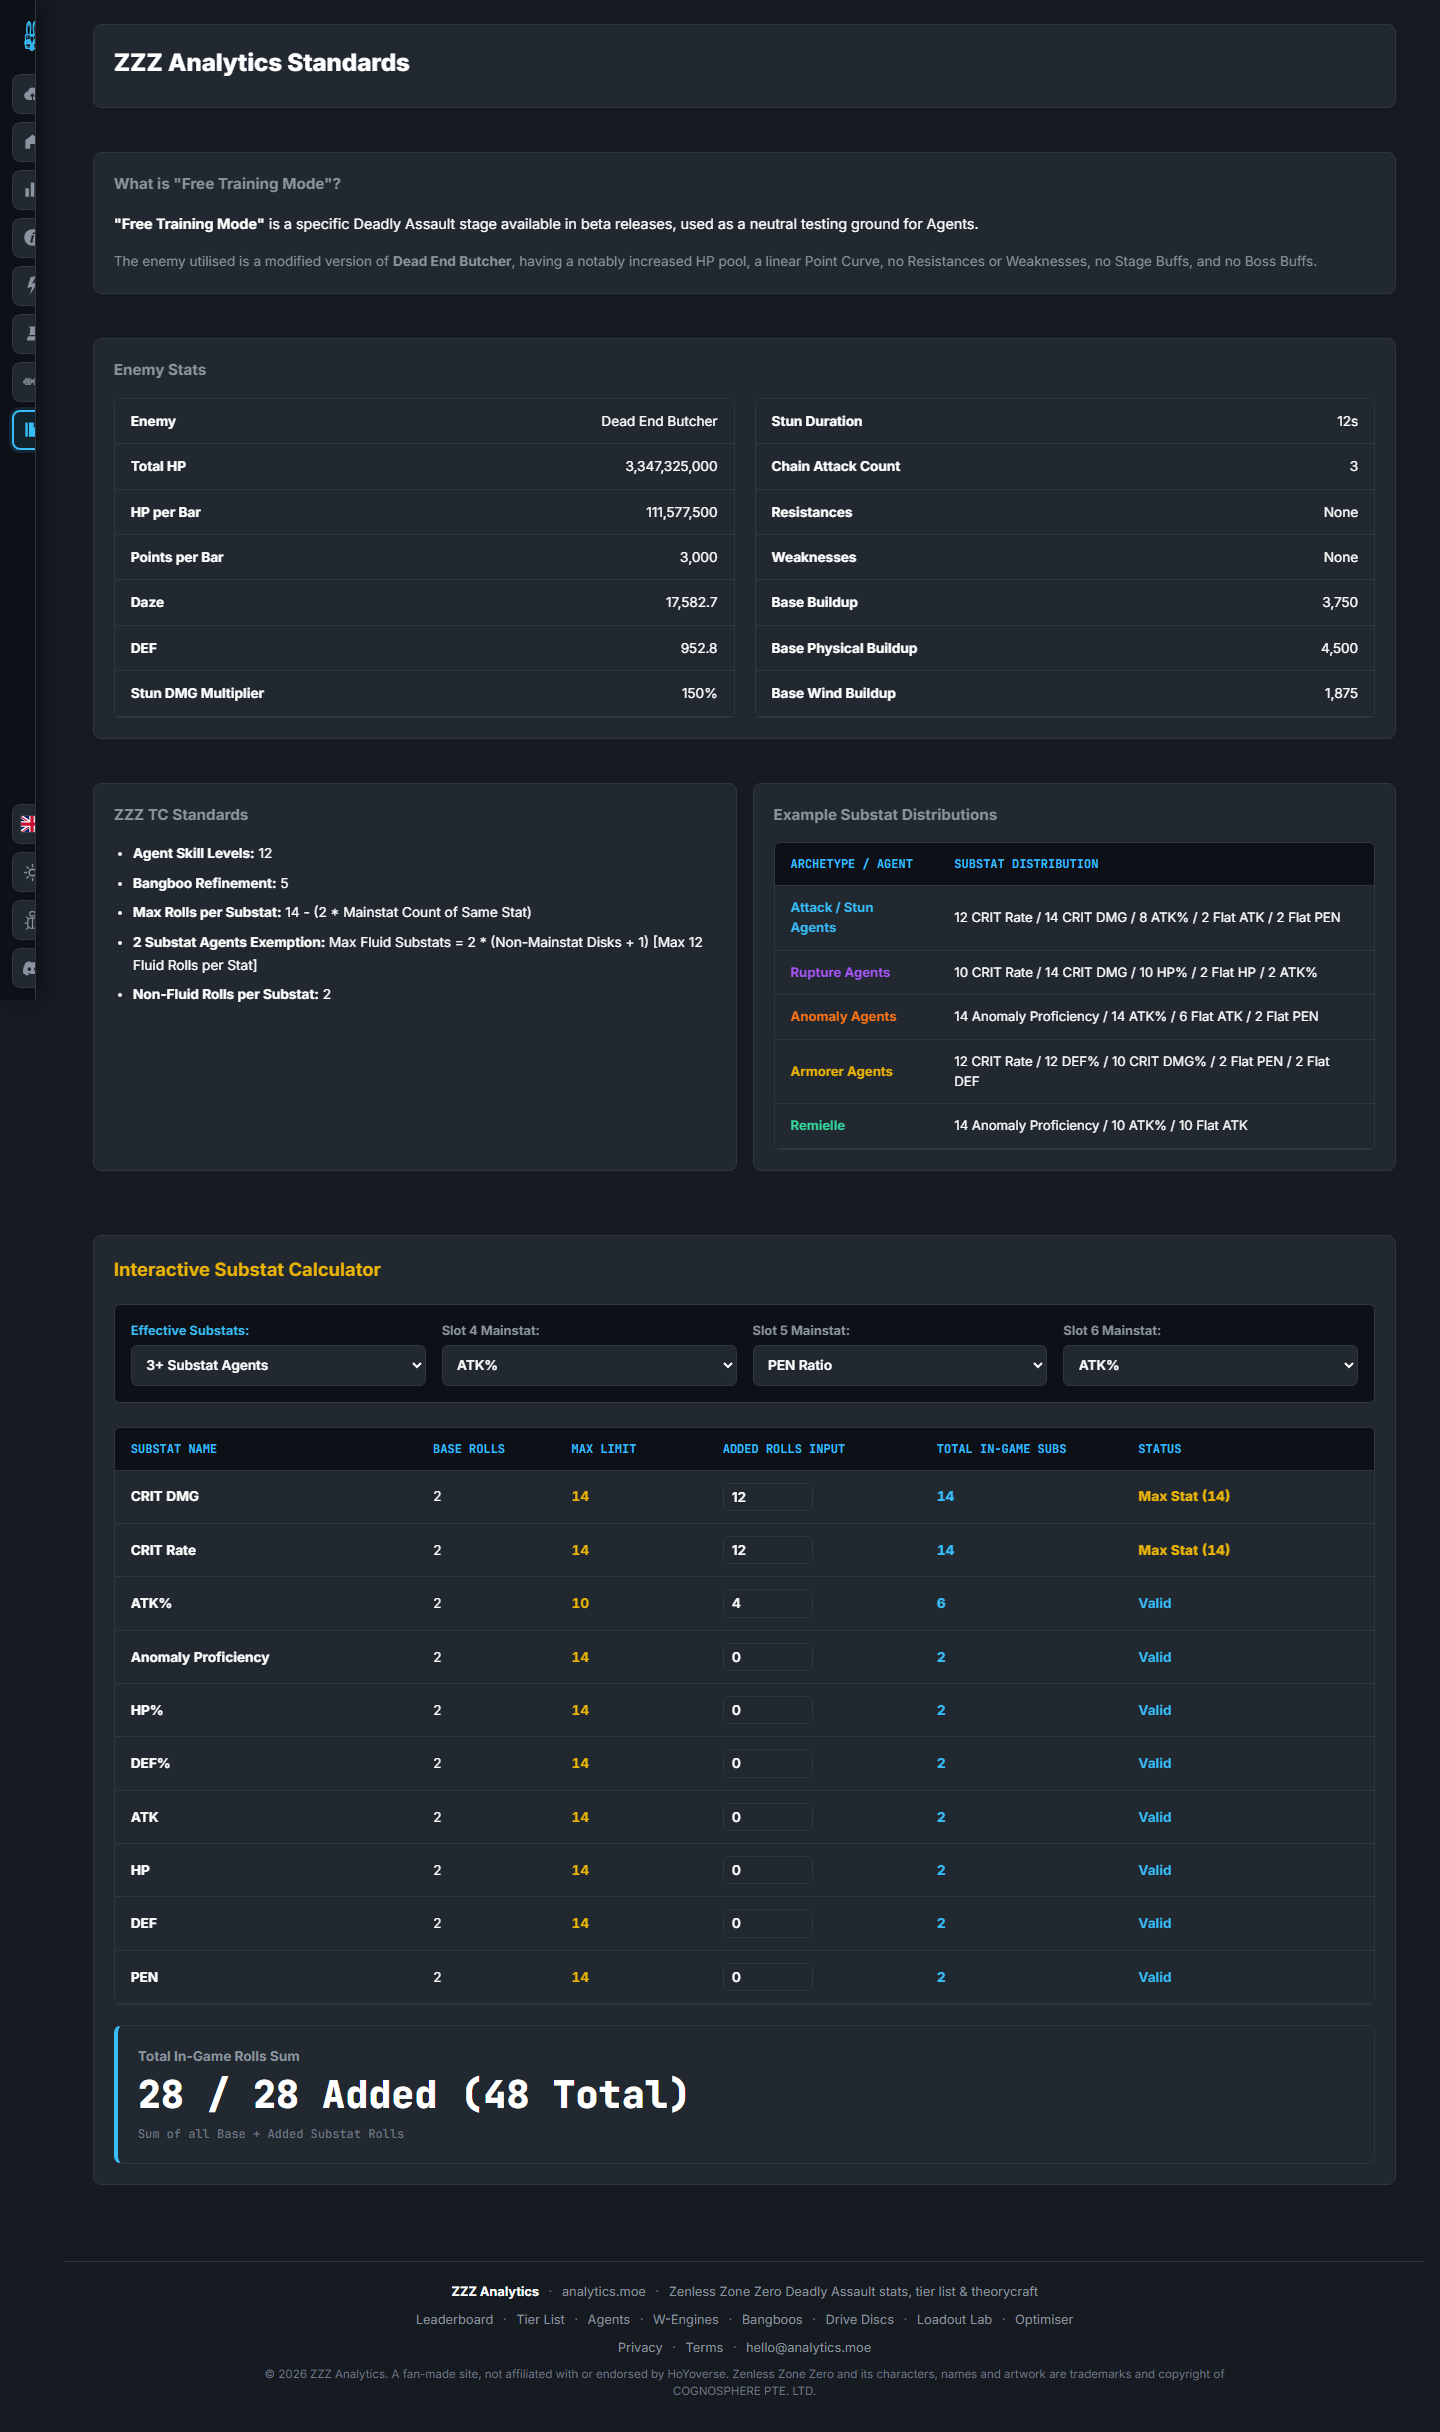 ZZZ Analytics Standards
What is "Free Training Mode"?
"Free Training Mode" is a specific Deadly Assault stage available in beta releases, used as a neutral testing ground for Agents.
The enemy utilised is a modified version of Dead End Butcher, having a notably increased HP pool, a linear Point Curve, no Resistances or Weaknesses, no Stage Buffs, and no Boss Buffs.
Enemy Stats
Enemy Dead End Butcher
Total HP 3,347,325,000
HP per Bar 111,577,500
Points per Bar 3,000
Daze 17,582.7
DEF 952.8
Stun DMG Multiplier 150%
Stun Duration 12s
Chain Attack Count 3
Resistances None
Weaknesses None
Base Buildup 3,750
Base Physical Buildup 4,500
Base Wind Buildup 1,875
ZZZ TC Standards
• Agent Skill Levels: 12
• Bangboo Refinement: 5
• Max Rolls per Substat: 14 - (2 * Mainstat Count of Same Stat)
• 2 Substat Agents Exemption: Max Fluid Substats = 2 * (Non-Mainstat Disks + 1) [Max 12
Fluid Rolls per Stat]
• Non-Fluid Rolls per Substat: 2
Example Substat Distributions
ARCHETYPE / AGENT SUBSTAT DISTRIBUTION
Attack / Stun
Agents
12 CRIT Rate / 14 CRIT DMG / 8 ATK% / 2 Flat ATK / 2 Flat PEN
Rupture Agents 10 CRIT Rate / 14 CRIT DMG / 10 HP% / 2 Flat HP / 2 ATK%
Anomaly Agents 14 Anomaly Proficiency / 14 ATK% / 6 Flat ATK / 2 Flat PEN
Armorer Agents 12 CRIT Rate / 12 DEF% / 10 CRIT DMG% / 2 Flat PEN / 2 Flat
DEF
Remielle 14 Anomaly Proficiency / 10 ATK% / 10 Flat ATK
Interactive Substat Calculator
Effective Substats: Slot 4 Mainstat: Slot 5 Mainstat: Slot 6 Mainstat:
3+ Substat Agents ATK% PEN Ratio ATK%
SUBSTAT NAME BASE ROLLS MAX LIMIT ADDED ROLLS INPUT TOTAL IN-GAME SUBS STATUS
CRIT DMG 2 14 12 14 Max Stat (14)
CRIT Rate 2 14 12 14 Max Stat (14)
ATK% 2 10 4 6 Valid
Anomaly Proficiency 2 14 0 2 Valid
HP% 2 14 0 2 Valid
DEF% 2 14 0 2 Valid
ATK 2 14 0 2 Valid
HP 2 14 0 2 Valid
DEF 2 14 0 2 Valid
PEN 2 14 0 2 Valid
Total In-Game Rolls Sum
28 / 28 Added (48 Total)
Sum of all Base + Added Substat Rolls
ZZZ Analytics · analytics.moe · Zenless Zone Zero Deadly Assault stats, tier list & theorycraft
Leaderboard · Tier List · Agents · W-Engines · Bangboos · Drive Discs · Loadout Lab · Optimiser
Privacy · Terms · hello@analytics.moe
© 2026 ZZZ Analytics. A fan-made site, not affiliated with or endorsed by HoYoverse. Zenless Zone Zero and its characters, names and artwork are trademarks and copyright of
COGNOSPHERE PTE. LTD.